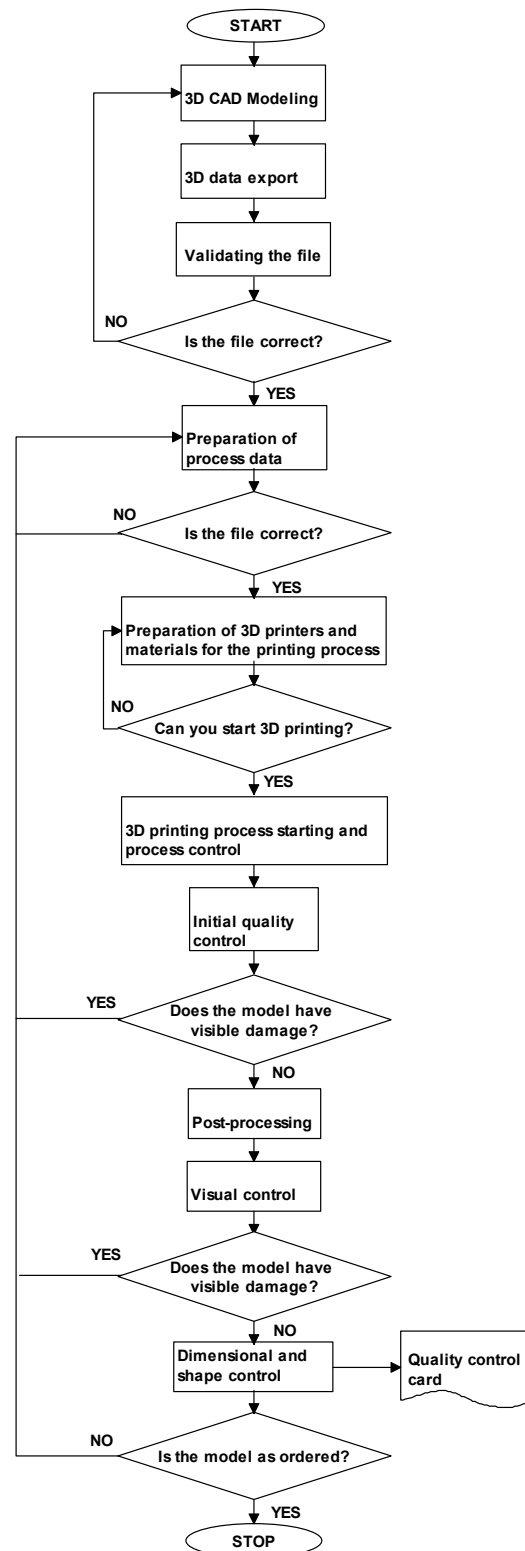 START
3D CAD Modeling
3D data export
Validating the file
NO
Is the file correct?
YES
Preparation of
process data
NO
Is the file correct?
YES
Preparation of 3D printers and
materials for the printing process
NO
Can you start 3D printing?
YES
3D printing process starting and
process control
Initial quality
control
YES
Does the model have
visible damage?
NO
Post-processing
Visual control
YES
Does the model have
visible damage?
NO
Dimensional and
shape control
Quality control
card
NO
Is the model as ordered?
YES
STOP